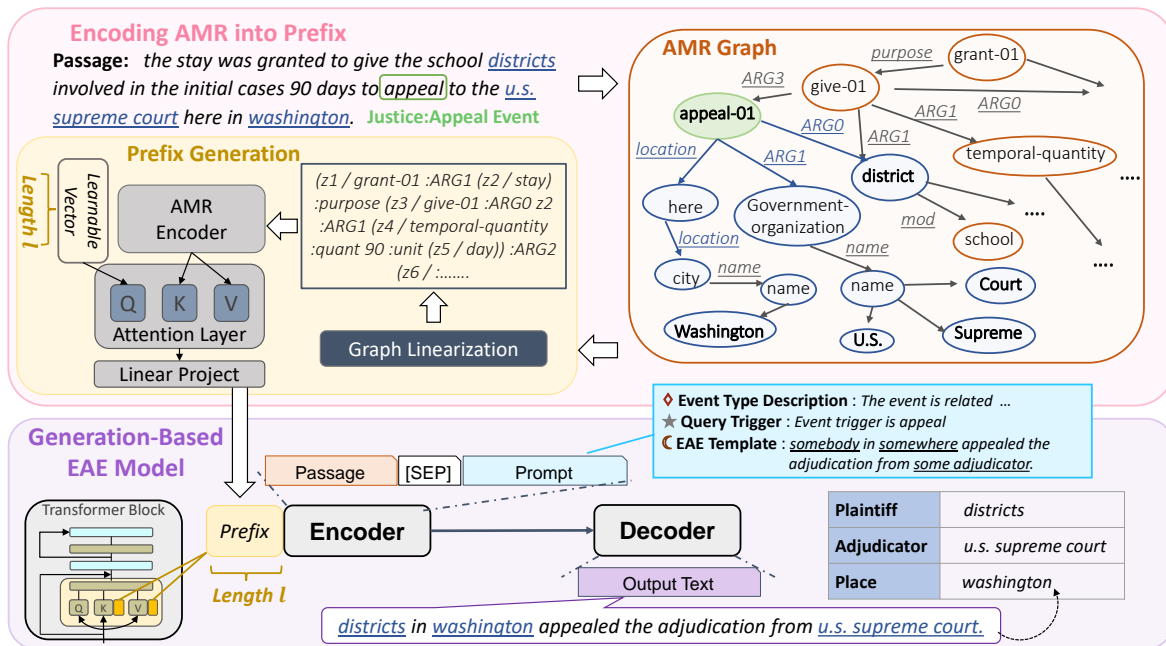 Encoding AMR into Prefix
Passage: the stay was granted to give the school districts
involved in the initial cases 90 days to appeal to the u.s.
supreme court here in washington. Justice:Appeal Event
AMR Graph
purpose
grant-01
ARG3
give-01
ARG0
appeal-01
ARG0
ARG1
ARG1
temporal-quantity
location
ARG1
district
....
here
Government-
organization
mod
....
school
location
name
....
city
name
name
name
Court
Washington
U.S.
Supreme
Prefix Generation
Length l
Learnable
Vector
AMR
Encoder
Q
K
V
Attention Layer
Linear Project
(z1 / grant-01 :ARG1 (z2 / stay)
:purpose (z3 / give-01 :ARG0 z2
:ARG1 (z4 / temporal-quantity
:quant 90 :unit (z5 / day)) :ARG2
(z6 / :.......
Graph Linearization
Generation-Based
EAE Model
Event Type Description : The event is related ...
Query Trigger : Event trigger is appeal
EAE Template : somebody in somewhere appealed the
adjudication from some adjudicator.
Passage
[SEP]
Prompt
Transformer Block
Q
K
V
Prefix
Encoder
Decoder
Length l
Output Text
Plaintiff districts
Adjudicator u.s. supreme court
Place washington
districts in washington appealed the adjudication from u.s. supreme court.